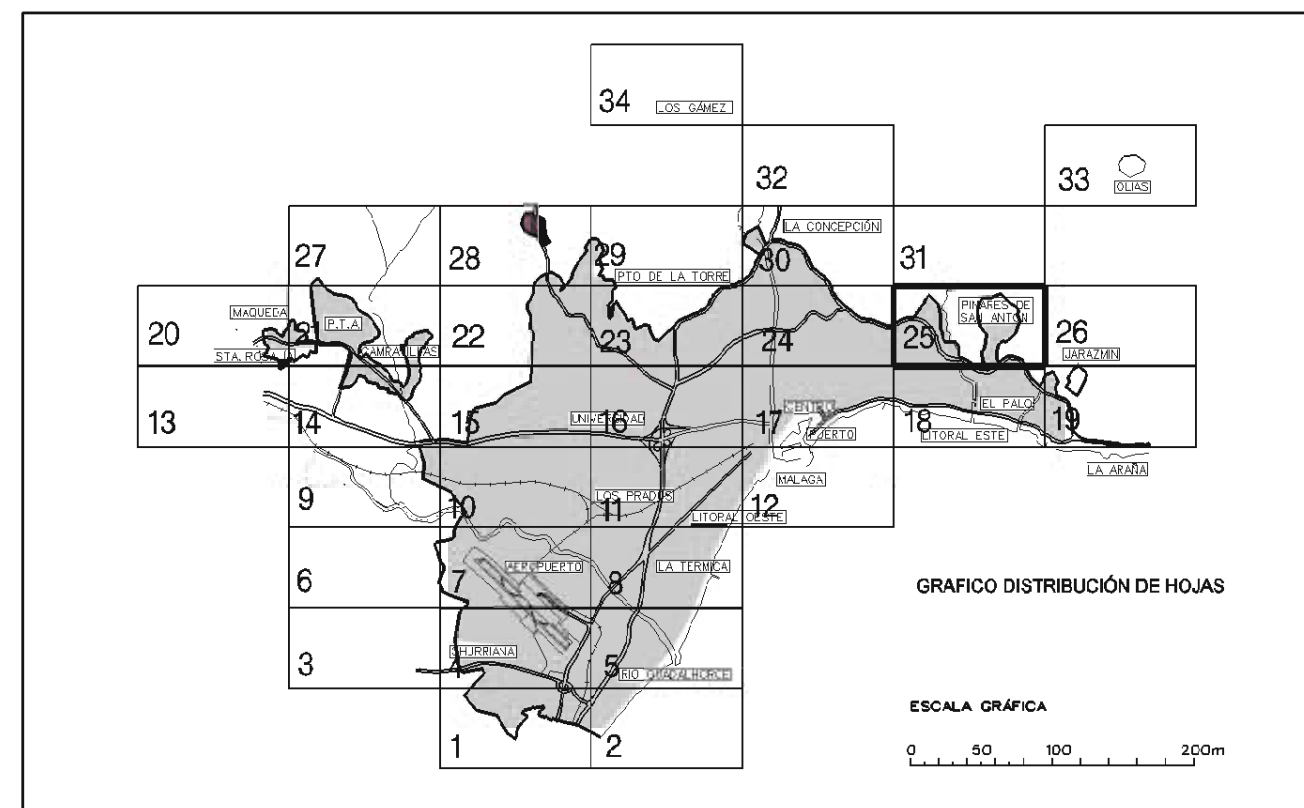 34 LOS GÁMEZ
32
33
OLIAS
LA CONCEPCIÓN
27 28 29 30 31
PTO DE LA TORRE
MAQUEDA
P.T.A.
PINARES DE
SAN ANTON
20 22 23 24 25 26
STA. ROSALIA
JARAZMIN
CENTRO
EL PALO
13 14 15 UNIVERSIDAD 16 17 18 19
PUERTO
LITORAL ESTE
LA ARAÑA
MALAGA
9 10 11 LOS PRADOS 12
LITORAL OESTE
AEROPUERTO
LA TERMICA
6 7 8
GRAFICO DISTRIBUCIÓN DE HOJAS
3 5
RIO GUADALHORCE
ESCALA GRÁFICA
1 2
0 50 100 200m